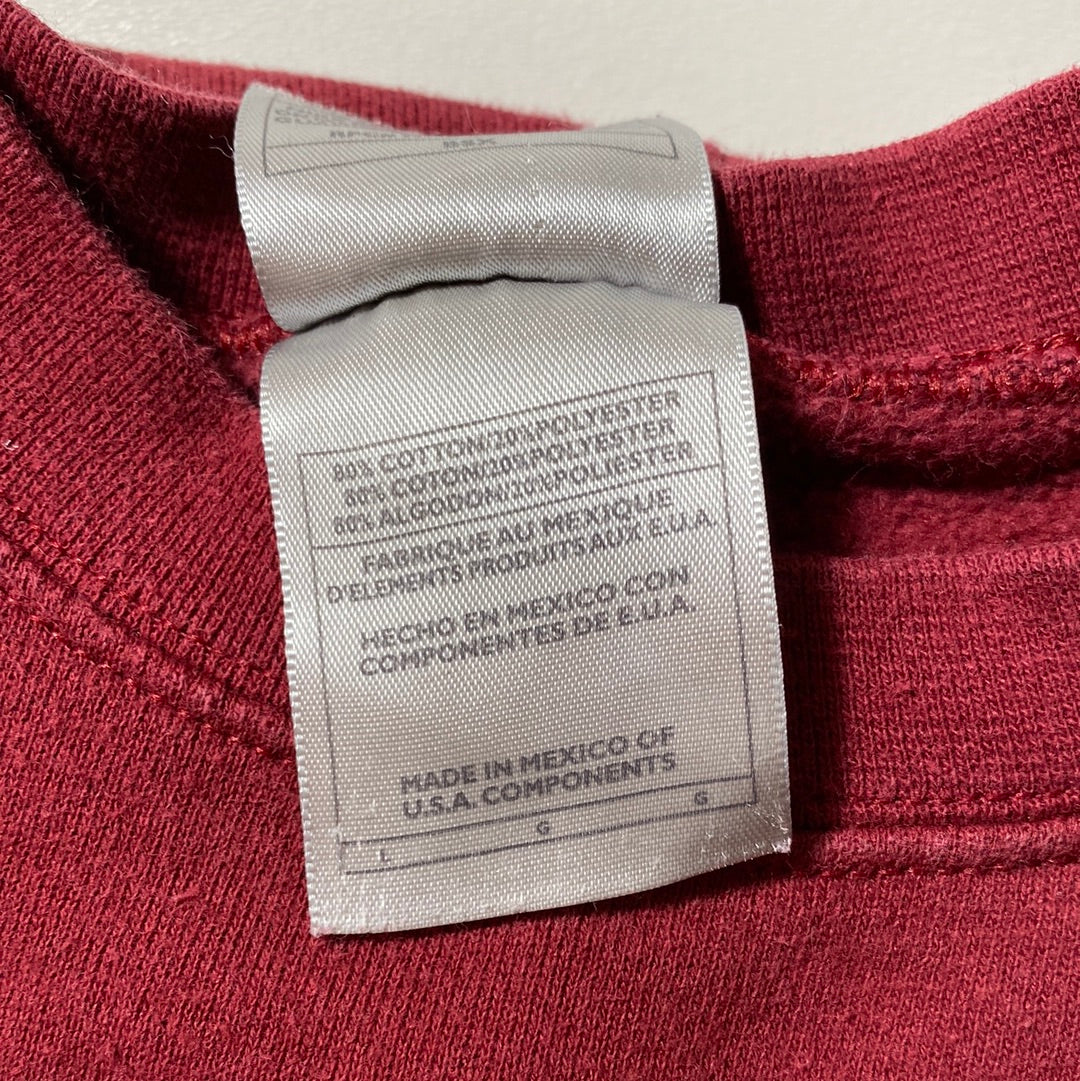 80% COTTON/20%POLYESTER
80% COTON/20%POLYESTER
80% ALGODON/20%POLIESTER
FABRIQUE AU MEXIQUE
D'ELEMENTS PRODUITS AUX E.U.A.
HECHO EN MEXICO CON
COMPONENTES DE E.U.A.
MADE IN MEXICO OF
U.S.A. COMPONENTS
L G G